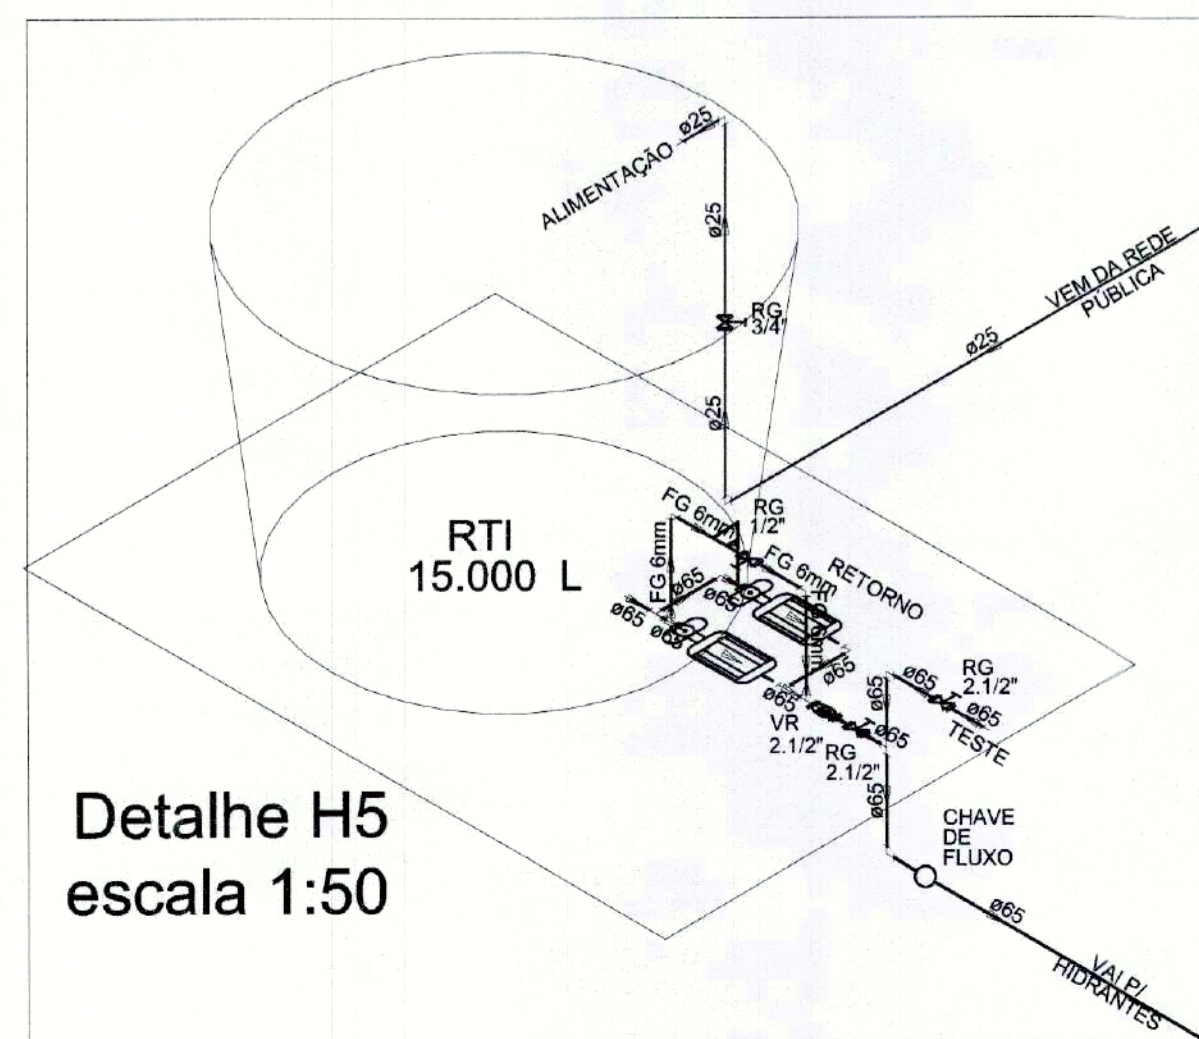 ø25
ALIMENTAÇÃO
ø25
VEM DA REDE
PÚBLICA
RG
3/4"
ø25
ø25
FG 6mm
RG
1/2"
RTI
15.000 L
FG 6mm
FG 6mm
RETORNO
ø65
ø65
ø65
ø65
ø65
ø65
ø65
RG
2.1/2"
ø65
ø65
TESTE
VR
2.1/2"
ø65
RG
2.1/2"
Detalhe H5
escala 1:50
ø65
CHAVE
DE
FLUXO
ø65
VAI P/
HIDRANTES